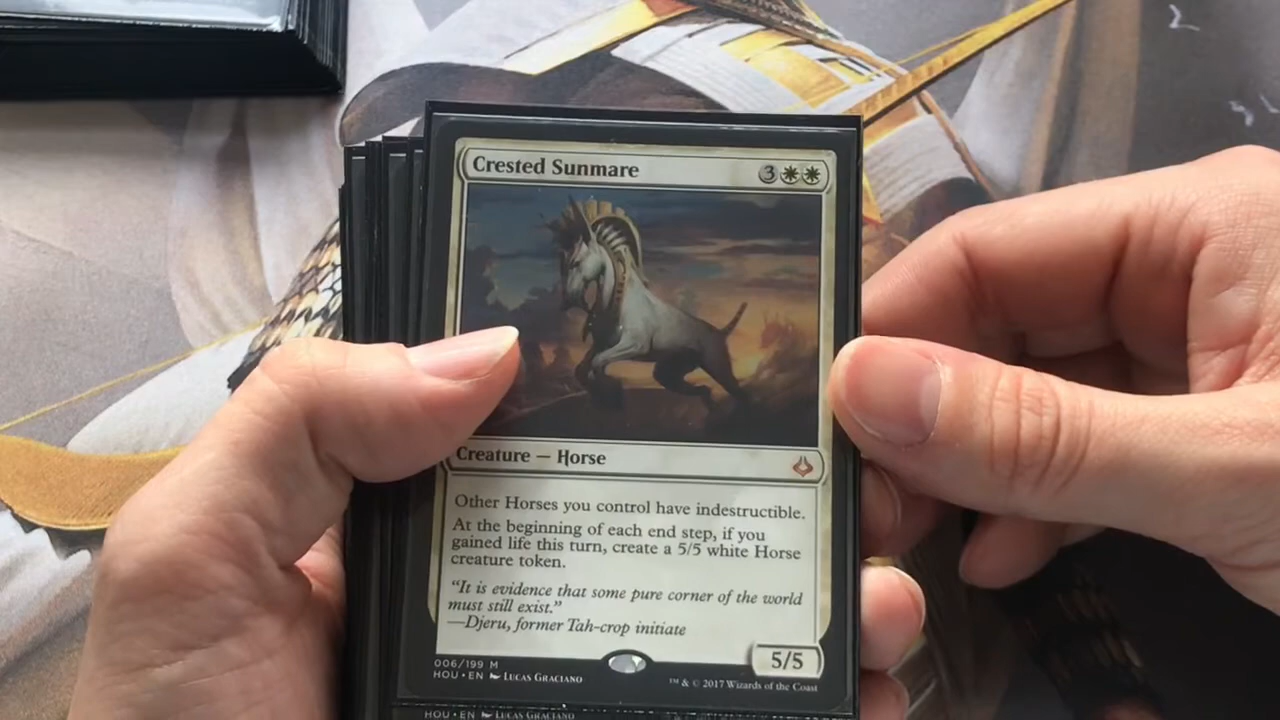 Crested Sunmare 3
Creature — Horse
Other Horses you control have indestructible.
At the beginning of each end step, if you
gained life this turn, create a 5/5 white Horse
creature token.
"It is evidence that some pure corner of the world
must still exist."
—Djeru, former Tah-crop initiate
5/5
006/199 M
HOU • EN LUCAS GRACIANO
™ & © 2017 Wizards of the Coast
HOU • EN LUCAS GRACIANO